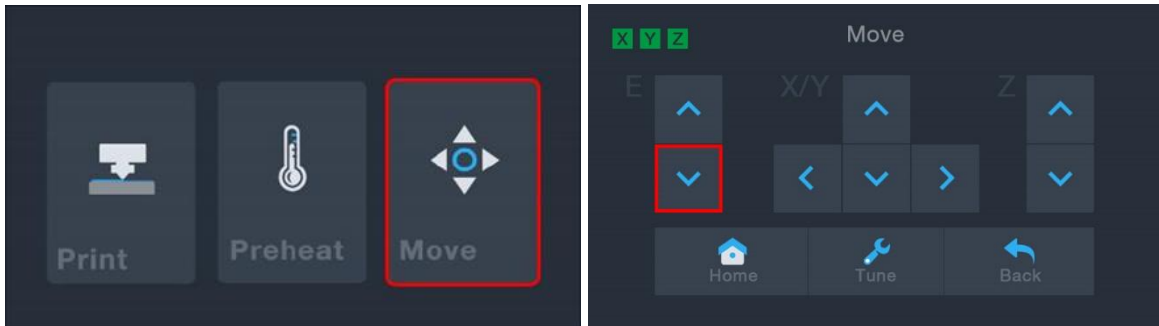 Print
Preheat
Move
X Y Z
Move
E
X/Y
Z
Home
Tune
Back